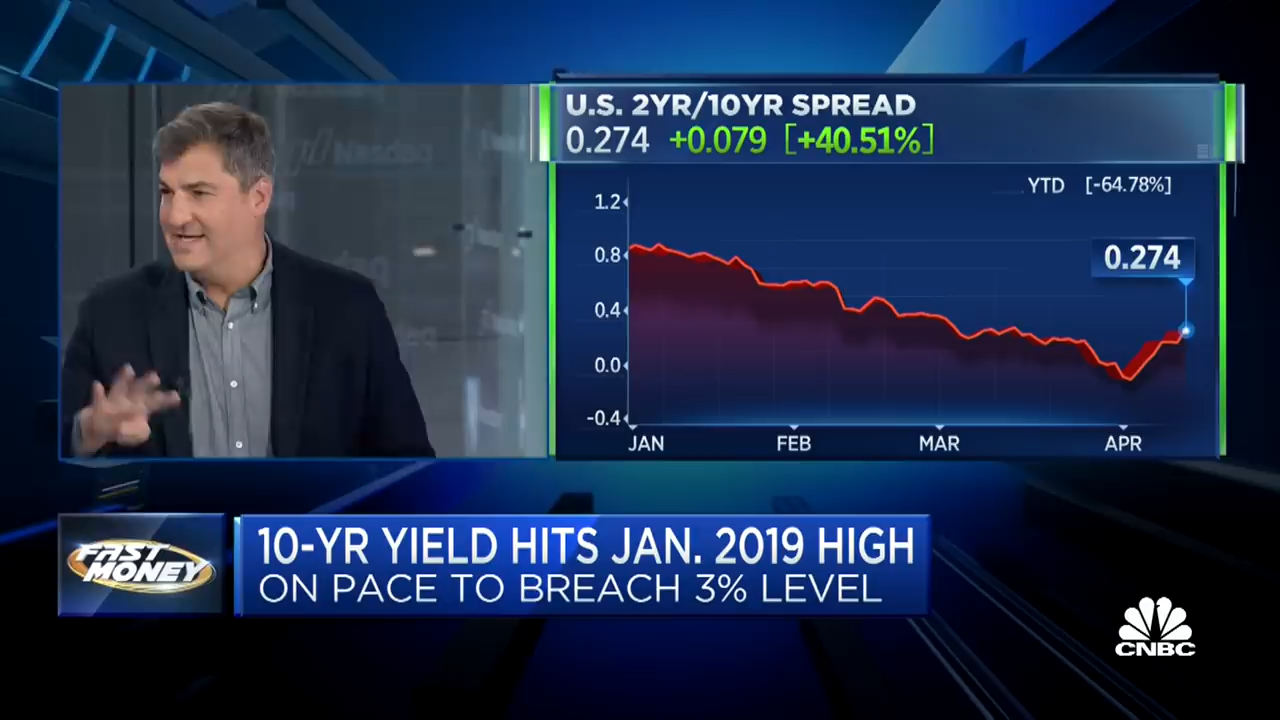 Nasdaq
U.S. 2YR/10YR SPREAD
0.274 +0.079 [+40.51%]
YTD [-64.78%]
1.2
0.8
0.4
0.0
-0.4
0.274
JAN FEB MAR APR
FAST
MONEY
10-YR YIELD HITS JAN. 2019 HIGH
ON PACE TO BREACH 3% LEVEL
CNBC